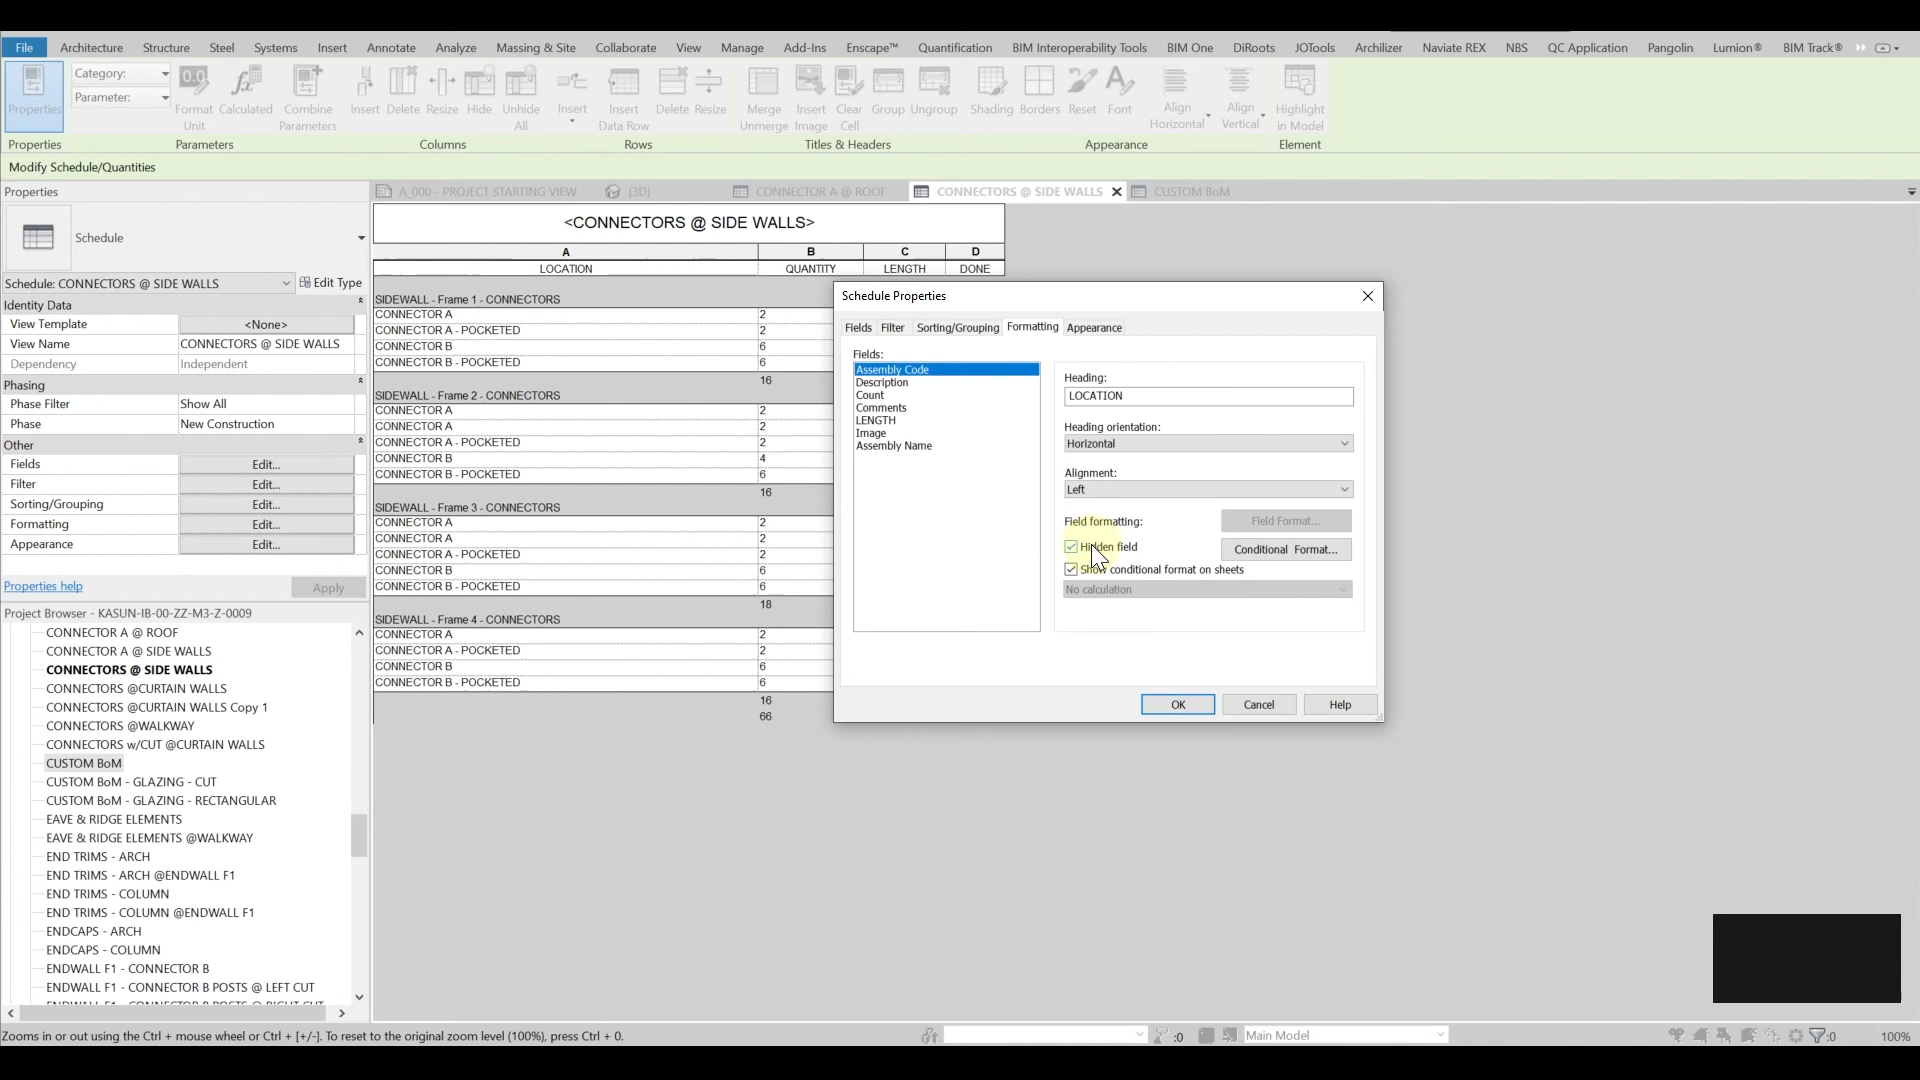 File Architecture Structure Steel Systems Insert Annotate Analyze Massing & Site Collaborate View Manage Add-Ins Enscape™ Quantification BIM Interoperability Tools BIM One DiRoots JOTools Archilizer Naviate REX NBS QC Application Pangolin Lumion® BIM Track®
Category:
Parameter:
Properties Format Unit Calculated Combine Parameters Insert Delete Resize Hide Unhide All Insert Insert Data Row Delete Resize Merge Unmerge Insert Image Clear Cell Group Ungroup Shading Borders Reset Font Align Horizontal Align Vertical Highlight in Model
Properties Parameters Columns Rows Titles & Headers Appearance Element
Modify Schedule/Quantities
Properties
A_000 - PROJECT STARTING VIEW {3D} CONNECTOR A @ ROOF CONNECTORS @ SIDE WALLS CUSTOM BoM
Schedule
Schedule: CONNECTORS @ SIDE WALLS Edit Type
Identity Data
View Template <None>
View Name CONNECTORS @ SIDE WALLS
Dependency Independent
Phasing
Phase Filter Show All
Phase New Construction
Other
Fields Edit...
Filter Edit...
Sorting/Grouping Edit...
Formatting Edit...
Appearance Edit...
Properties help Apply
Project Browser - KASUN-IB-00-ZZ-M3-Z-0009
CONNECTOR A @ ROOF
CONNECTOR A @ SIDE WALLS
CONNECTORS @ SIDE WALLS
CONNECTORS @CURTAIN WALLS
CONNECTORS @CURTAIN WALLS Copy 1
CONNECTORS @WALKWAY
CONNECTORS w/CUT @CURTAIN WALLS
CUSTOM BoM
CUSTOM BoM - GLAZING - CUT
CUSTOM BoM - GLAZING - RECTANGULAR
EAVE & RIDGE ELEMENTS
EAVE & RIDGE ELEMENTS @WALKWAY
END TRIMS - ARCH
END TRIMS - ARCH @ENDWALL F1
END TRIMS - COLUMN
END TRIMS - COLUMN @ENDWALL F1
ENDCAPS - ARCH
ENDCAPS - COLUMN
ENDWALL F1 - CONNECTOR B
ENDWALL F1 - CONNECTOR B POSTS @ LEFT CUT
ENDWALL F1 - CONNECTOR B POSTS @ RIGHT CUT
<CONNECTORS @ SIDE WALLS>
A B C D
LOCATION QUANTITY LENGTH DONE
SIDEWALL - Frame 1 - CONNECTORS
CONNECTOR A 2
CONNECTOR A - POCKETED 2
CONNECTOR B 6
CONNECTOR B - POCKETED 6
16
SIDEWALL - Frame 2 - CONNECTORS
CONNECTOR A 2
CONNECTOR A 2
CONNECTOR A - POCKETED 2
CONNECTOR B 4
CONNECTOR B - POCKETED 6
16
SIDEWALL - Frame 3 - CONNECTORS
CONNECTOR A 2
CONNECTOR A 2
CONNECTOR A - POCKETED 2
CONNECTOR B 6
CONNECTOR B - POCKETED 6
18
SIDEWALL - Frame 4 - CONNECTORS
CONNECTOR A 2
CONNECTOR A - POCKETED 2
CONNECTOR B 6
CONNECTOR B - POCKETED 6
16
66
Schedule Properties
Fields Filter Sorting/Grouping Formatting Appearance
Fields:
Assembly Code
Description
Count
Comments
LENGTH
Image
Assembly Name
Heading:
LOCATION
Heading orientation:
Horizontal
Alignment:
Left
Field formatting: Field Format...
Hidden field Conditional Format...
Show conditional format on sheets
No calculation
OK Cancel Help
Zooms in or out using the Ctrl + mouse wheel or Ctrl + [+/-]. To reset to the original zoom level (100%), press Ctrl + 0. :0 Main Model :0 100%